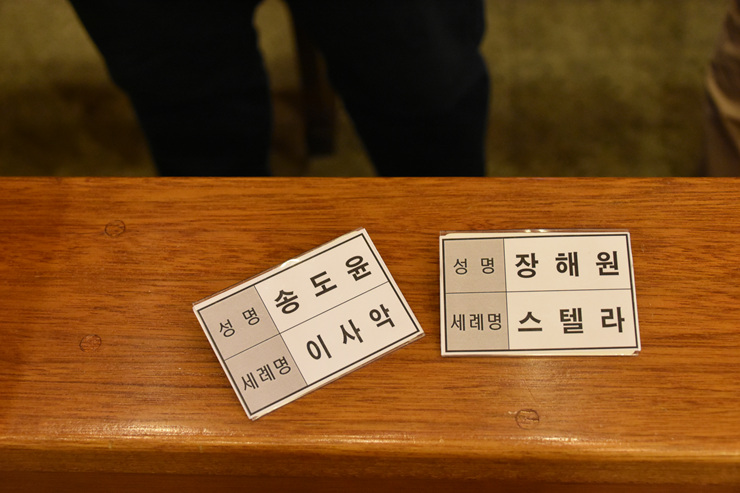 성 명 송 도 윤
세례명 이 사 악
성 명 장 해 원
세례명 스 텔 라